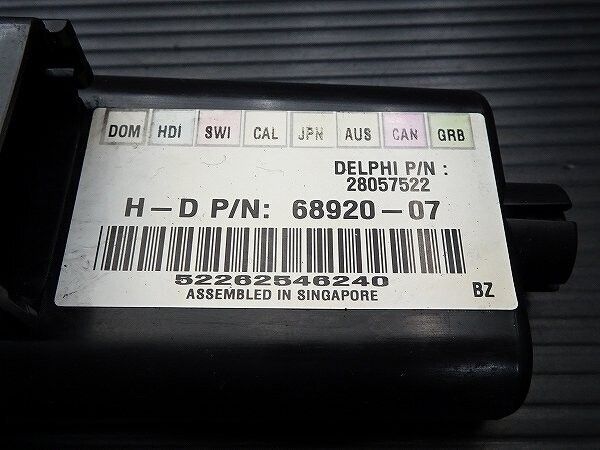 DOM HDI SWI CAL JPN AUS CAN GRB
DELPHI P/N :
28057522
H-D P/N: 68920-07
52262546240
ASSEMBLED IN SINGAPORE
BZ